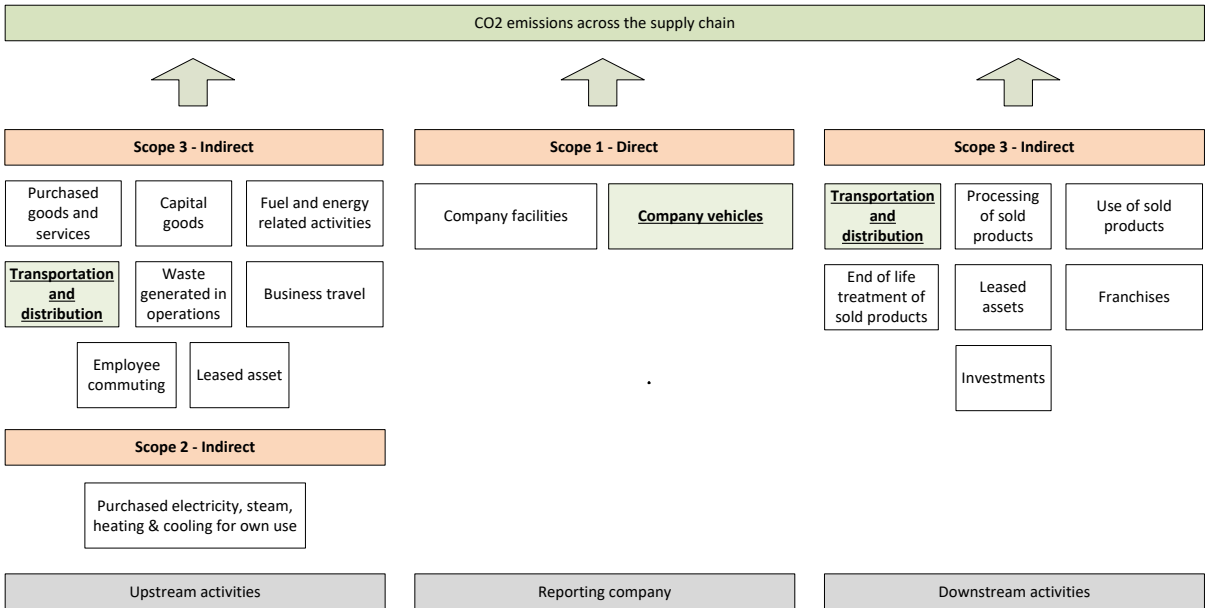 CO2 emissions across the supply chain
Scope 3 - Indirect
Purchased
goods and
services
Capital
goods
Fuel and energy
related activities
Transportation
and
distribution
Waste
generated in
operations
Business travel
Employee
commuting
Leased asset
Scope 2 - Indirect
Purchased electricity, steam,
heating & cooling for own use
Upstream activities
Scope 1 - Direct
Company facilities
Company vehicles
.
Reporting company
Scope 3 - Indirect
Transportation
and
distribution
Processing
of sold
products
Use of sold
products
End of life
treatment of
sold products
Leased
assets
Franchises
Investments
Downstream activities